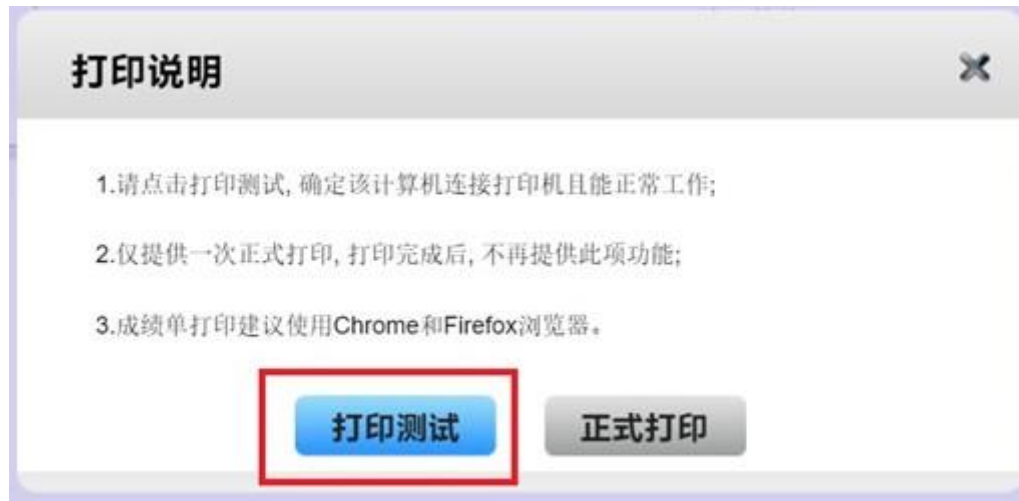 打印说明
1.请点击打印测试, 确定该计算机连接打印机且能正常工作;
2.仅提供一次正式打印, 打印完成后, 不再提供此项功能;
3.成绩单打印建议使用Chrome和Firefox浏览器。
打印测试 正式打印